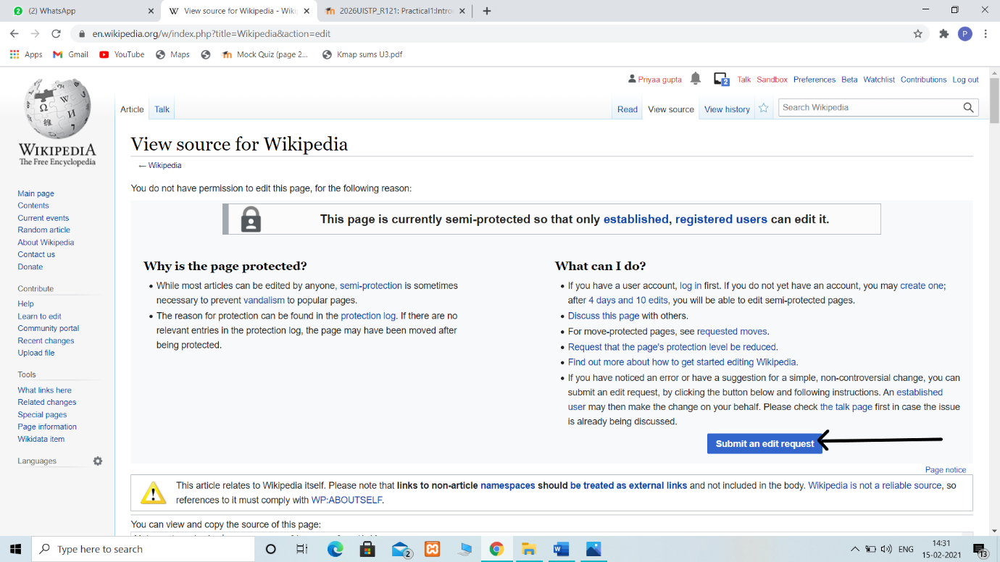 (2) WhatsApp
View source for Wikipedia - Wiki
2026UISTP_R121: Practical1:Intro
en.wikipedia.org/w/index.php?title=Wikipedia&action=edit
P
Apps Gmail YouTube Maps Mock Quiz (page 2... Kmap sums U3.pdf
Priyaa gupta 2 Talk Sandbox Preferences Beta Watchlist Contributions Log out
Article Talk Read View source View history Search Wikipedia
WIKIPEDIA
The Free Encyclopedia
Main page
Contents
Current events
Random article
About Wikipedia
Contact us
Donate
Contribute
Help
Learn to edit
Community portal
Recent changes
Upload file
Tools
What links here
Related changes
Special pages
Page information
Wikidata item
Languages
View source for Wikipedia
← Wikipedia
You do not have permission to edit this page, for the following reason:
This page is currently semi-protected so that only established, registered users can edit it.
Why is the page protected?
• While most articles can be edited by anyone, semi-protection is sometimes
necessary to prevent vandalism to popular pages.
• The reason for protection can be found in the protection log. If there are no
relevant entries in the protection log, the page may have been moved after
being protected.
What can I do?
• If you have a user account, log in first. If you do not yet have an account, you may create one;
after 4 days and 10 edits, you will be able to edit semi-protected pages.
• Discuss this page with others.
• For move-protected pages, see requested moves.
• Request that the page's protection level be reduced.
• Find out more about how to get started editing Wikipedia.
• If you have noticed an error or have a suggestion for a simple, non-controversial change, you can
submit an edit request, by clicking the button below and following instructions. An established
user may then make the change on your behalf. Please check the talk page first in case the issue
is already being discussed.
Submit an edit request
Page notice
This article relates to Wikipedia itself. Please note that links to non-article namespaces should be treated as external links and not included in the body. Wikipedia is not a reliable source, so
references to it must comply with WP:ABOUTSELF.
You can view and copy the source of this page:
Type here to search
2
ENG
14:31
15-02-2021
13